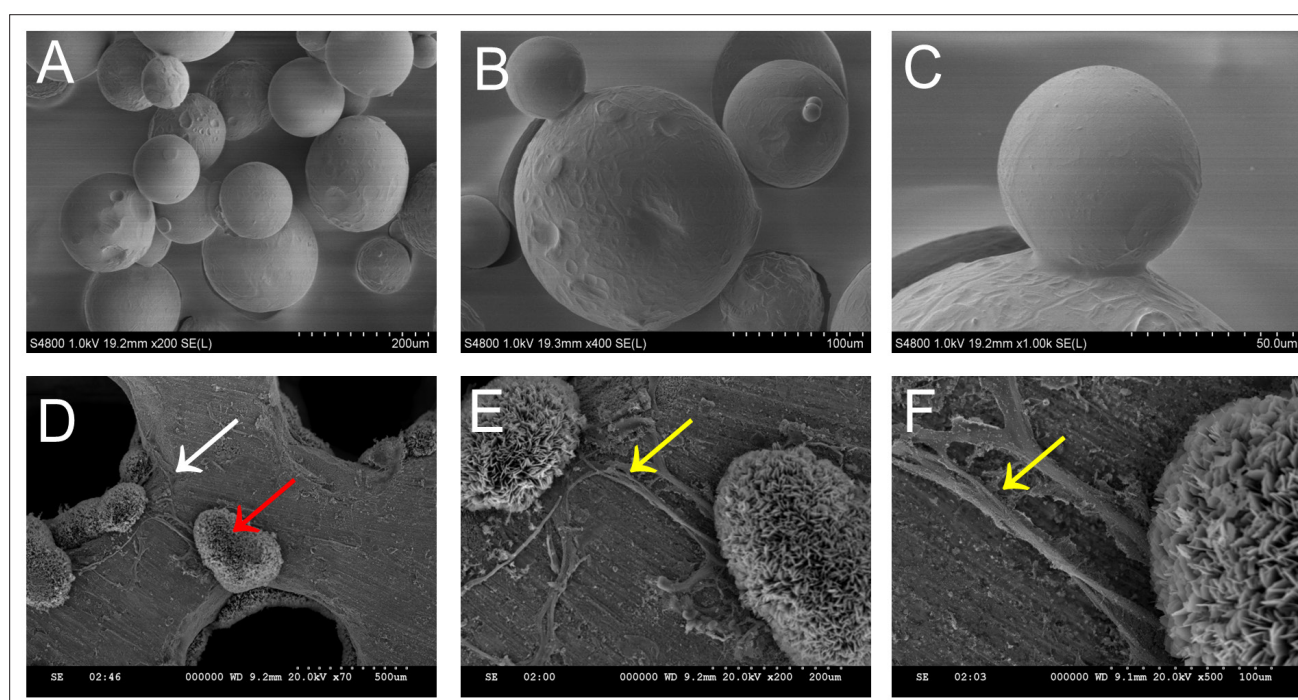 A
B
C
S4800 1.0kV 19.2mm x200 SE(L) 200um
S4800 1.0kV 19.3mm x400 SE(L) 100um
S4800 1.0kV 19.2mm x1.00k SE(L) 50.0um
D
E
F
SE 02:46 000000 WD 9.2mm 20.0kV x70 500um
SE 02:00 000000 WD 9.2mm 20.0kV x200 200um
SE 02:03 000000 WD 9.1mm 20.0kV x500 100um